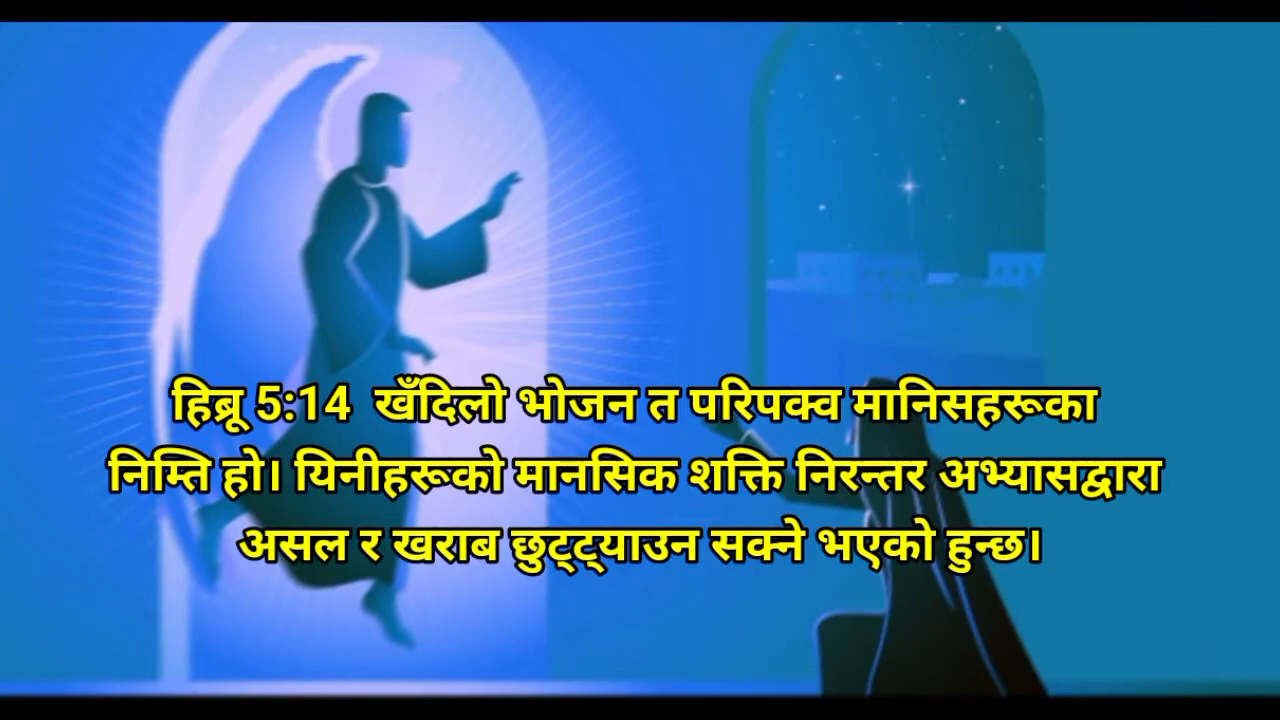 हिब्रू 5:14 खँदिलो भोजन त परिपक्व मानिसहरूका
निम्ति हो। यिनीहरूको मानसिक शक्ति निरन्तर अभ्यासद्वारा
असल र खराब छुट्ट्याउन सक्ने भएको हुन्छ।